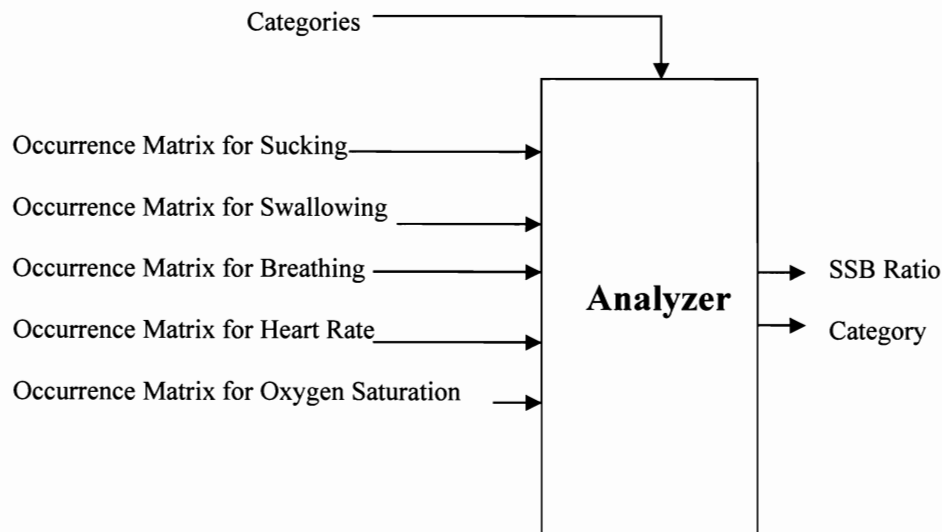 Categories
Occurrence Matrix for Sucking
Occurrence Matrix for Swallowing
Occurrence Matrix for Breathing
Occurrence Matrix for Heart Rate
Occurrence Matrix for Oxygen Saturation
Analyzer
SSB Ratio
Category